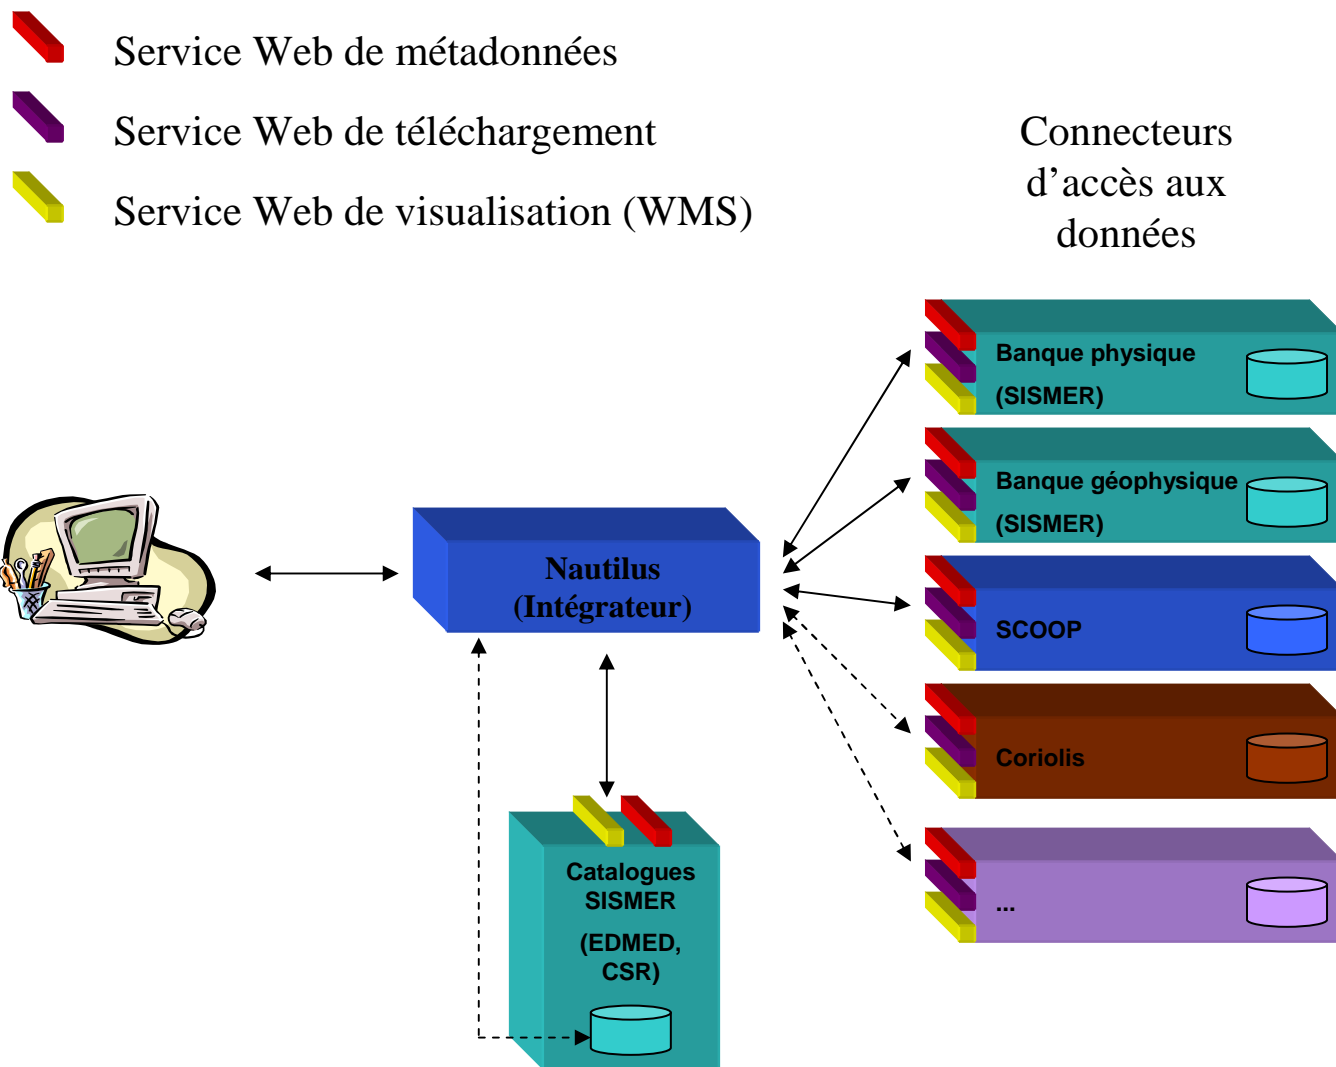 Service Web de métadonnées
Service Web de téléchargement
Service Web de visualisation (WMS)
Connecteurs
d’accès aux
données
Banque physique
(SISMER)
Banque géophysique
(SISMER)
Nautilus
(Intégrateur)
SCOOP
Coriolis
Catalogues
SISMER
(EDMED,
CSR)
...